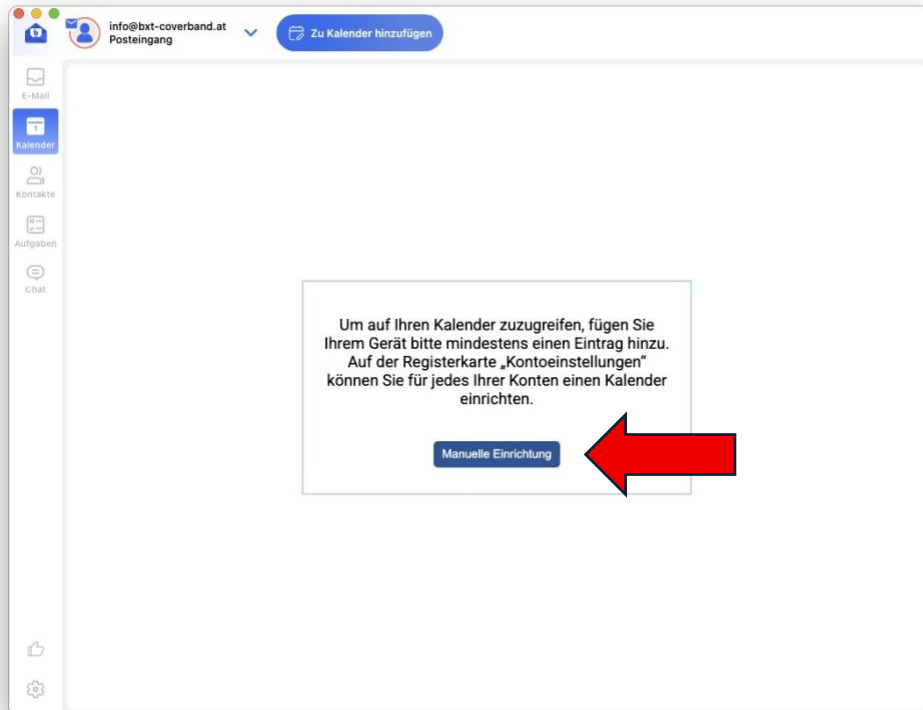 info@bxt-coverband.at
Posteingang
Zu Kalender hinzufügen
E-Mail
1
Kalender
Kontakte
Aufgaben
Chat
Um auf Ihren Kalender zuzugreifen, fügen Sie
Ihrem Gerät bitte mindestens einen Eintrag hinzu.
Auf der Registerkarte „Kontoeinstellungen“
können Sie für jedes Ihrer Konten einen Kalender
einrichten.
Manuelle Einrichtung